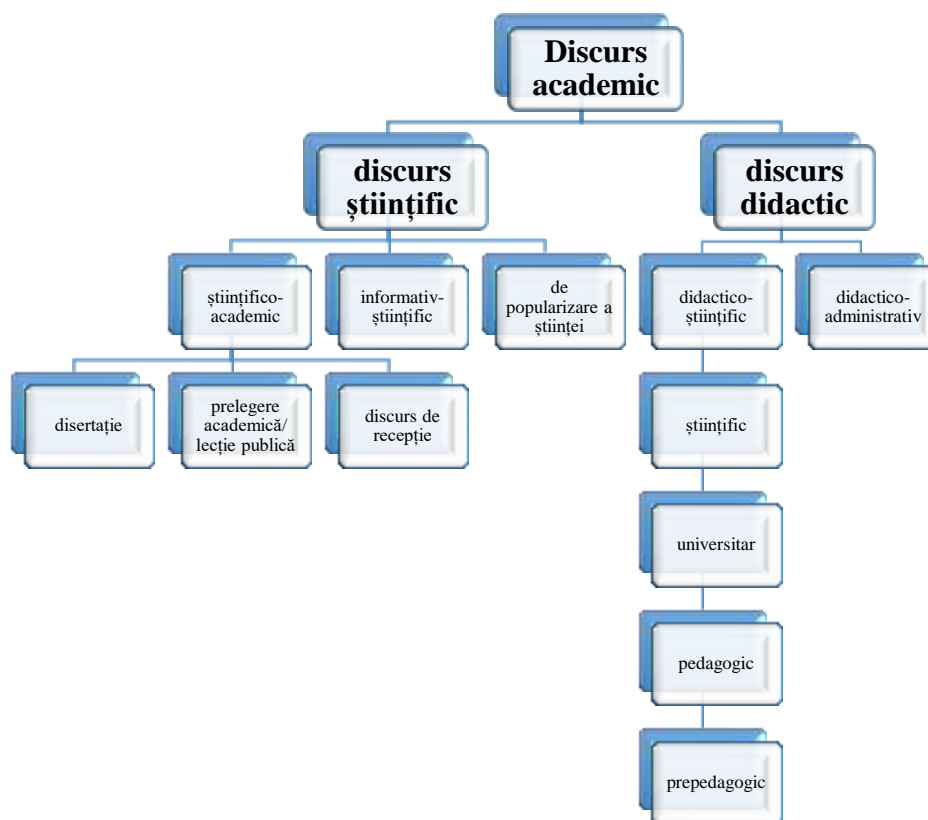 Discurs
academic
discurs
științific
discurs
didactic
științifico-
academic
informativ-
științific
de
popularizare a
științei
didactico-
științific
didactico-
administrativ
disertație
prelegere
academică/
lecție publică
discurs de
recepție
științific
universitar
pedagogic
prepedagogic